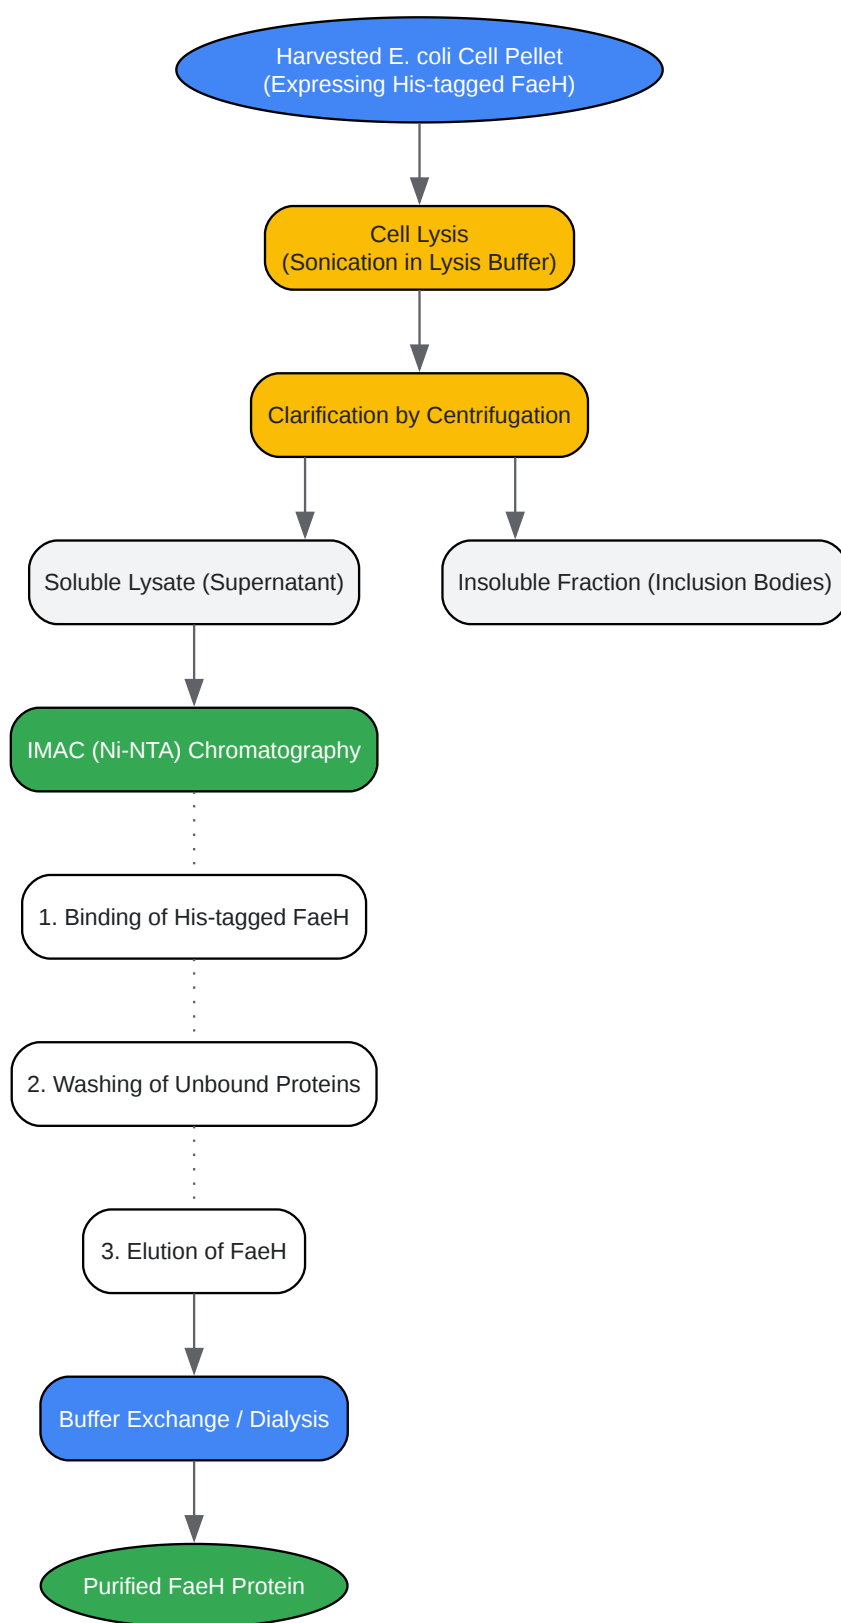 Harvested E. coli Cell Pellet
(Expressing His-tagged FaeH)
Cell Lysis
(Sonication in Lysis Buffer)
Clarification by Centrifugation
Soluble Lysate (Supernatant)
Insoluble Fraction (Inclusion Bodies)
IMAC (Ni-NTA) Chromatography
1. Binding of His-tagged FaeH
2. Washing of Unbound Proteins
3. Elution of FaeH
Buffer Exchange / Dialysis
Purified FaeH Protein